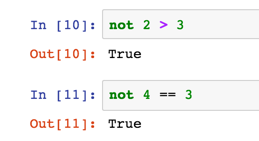 In [10]: not 2 > 3
Out[10]: True
In [11]: not 4 == 3
Out[11]: True